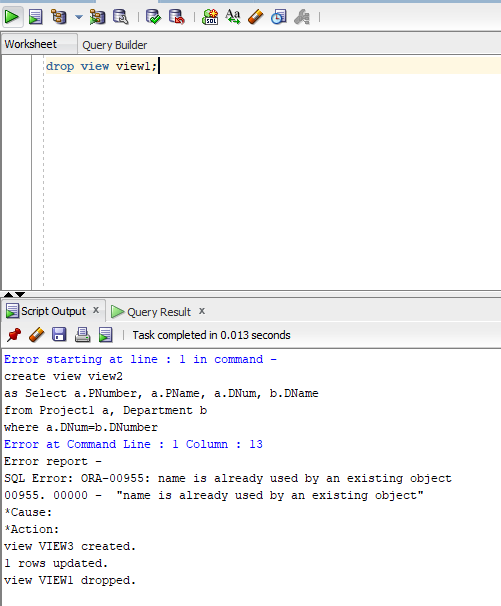 SQL
Aa
Worksheet Query Builder
drop view view1;
Script Output x Query Result x
Task completed in 0.013 seconds
Error starting at line : 1 in command -
create view view2
as Select a.PNumber, a.PName, a.DNum, b.DName
from Project1 a, Department b
where a.DNum=b.DNumber
Error at Command Line : 1 Column : 13
Error report -
SQL Error: ORA-00955: name is already used by an existing object
00955. 00000 -  "name is already used by an existing object"
*Cause:
*Action:
view VIEW3 created.
1 rows updated.
view VIEW1 dropped.